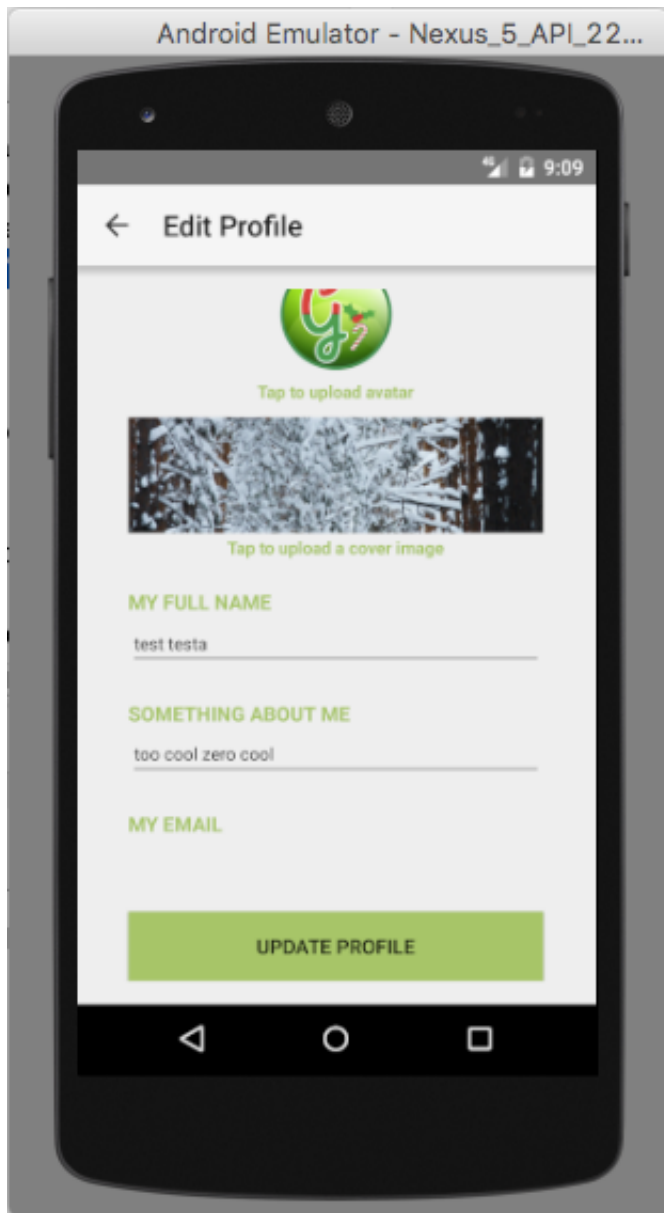 Android Emulator - Nexus_5_API_22...
4G 9:09
Edit Profile
G
Tap to upload avatar
Tap to upload a cover image
MY FULL NAME
test testa
SOMETHING ABOUT ME
too cool zero cool
MY EMAIL
UPDATE PROFILE